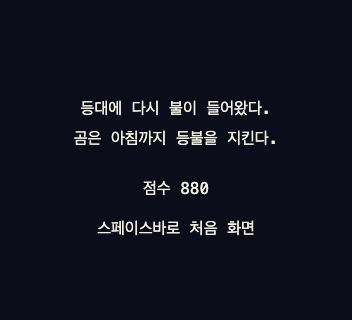 등대에 다시 불이 들어왔다.
곰은 아침까지 등불을 지킨다.
점수 880
스페이스바로 처음 화면